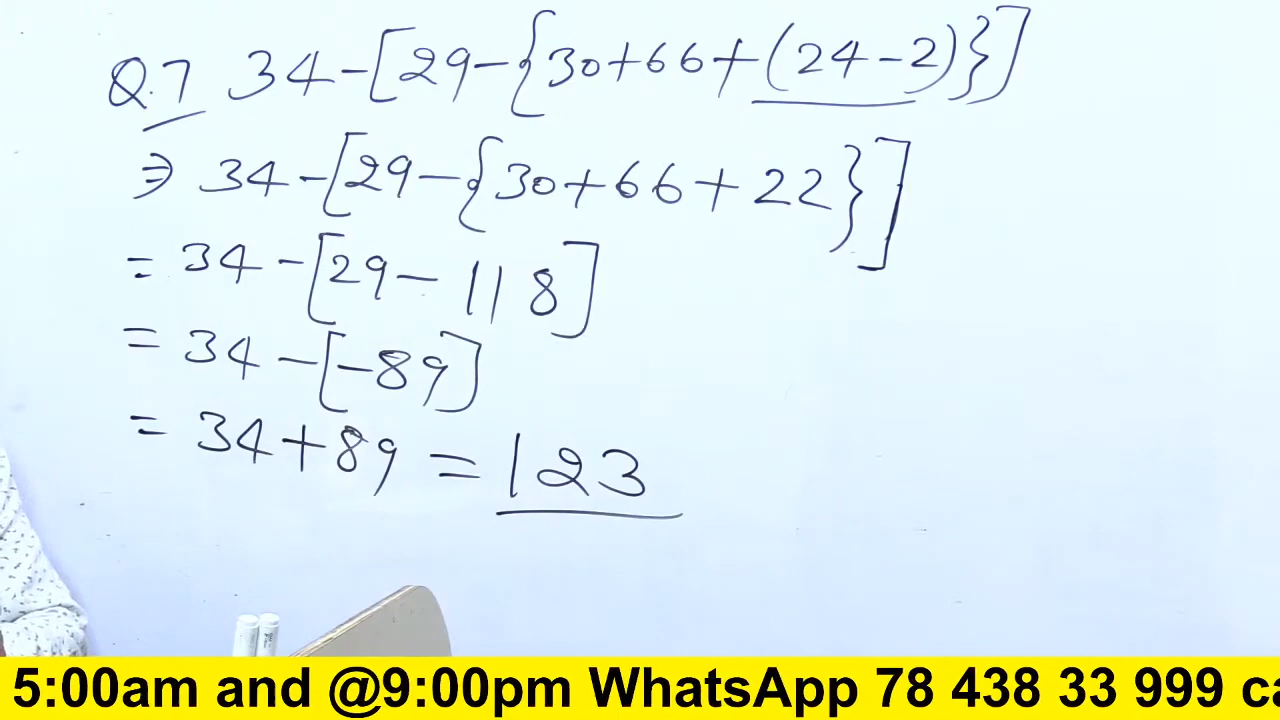 Q.7 34-[29-{30+66+(24-2)}]
⇒ 34-[29-{30+66+22}]
= 34-[29-118]
= 34-[-89]
= 34+89 = 123
5:00am and @9:00pm WhatsApp 78 438 33 999 ca